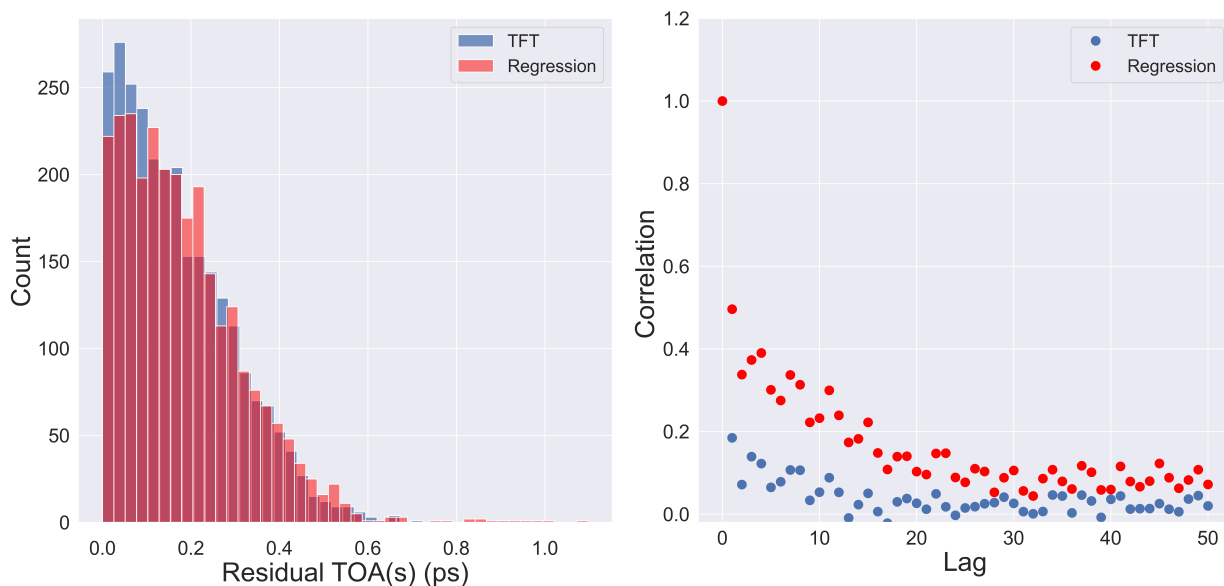 TFT
Regression
250
200
150
100
50
0
Count
0.0 0.2 0.4 0.6 0.8 1.0
Residual TOA(s) (ps)
TFT
Regression
1.2
1.0
0.8
0.6
0.4
0.2
0.0
Correlation
0 10 20 30 40 50
Lag